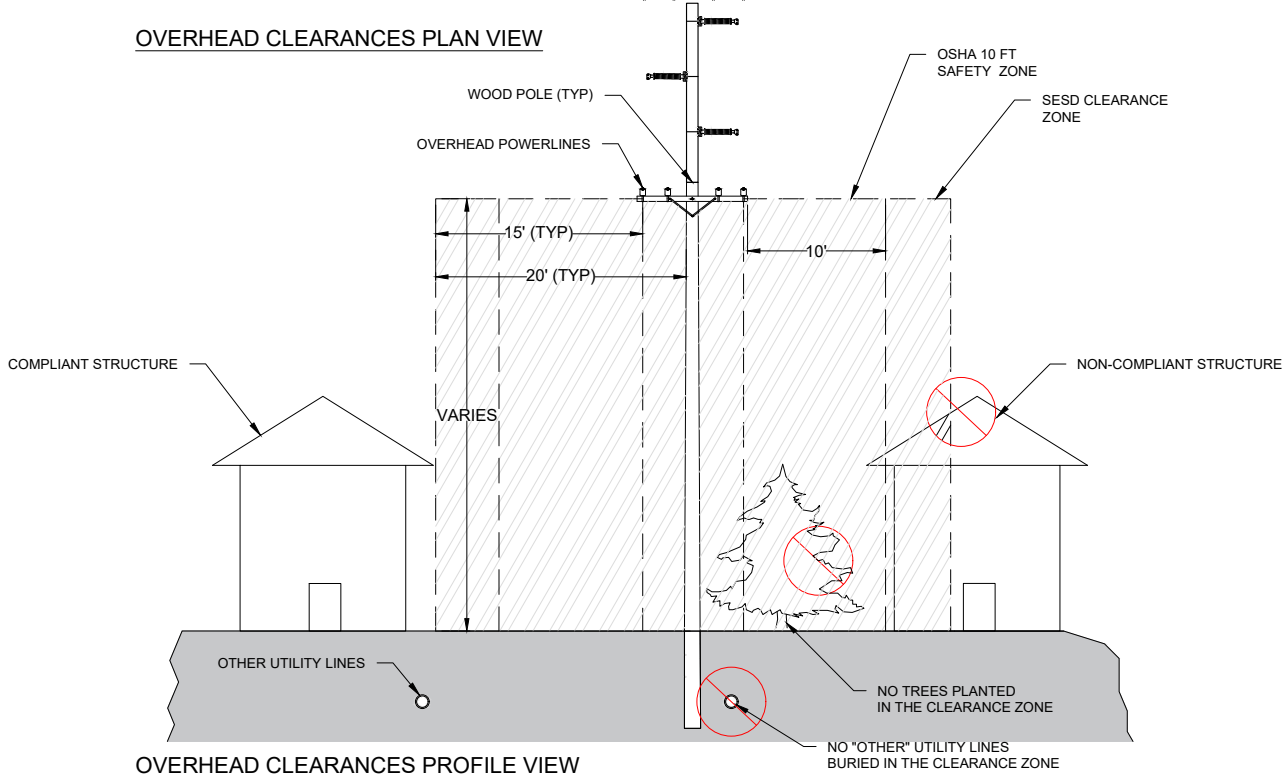 OVERHEAD CLEARANCES PLAN VIEW
OSHA 10 FT
SAFETY ZONE
WOOD POLE (TYP)
SESD CLEARANCE
ZONE
OVERHEAD POWERLINES
15' (TYP)
10'
20' (TYP)
COMPLIANT STRUCTURE
NON-COMPLIANT STRUCTURE
VARIES
OTHER UTILITY LINES
NO TREES PLANTED
IN THE CLEARANCE ZONE
NO "OTHER" UTILITY LINES
BURIED IN THE CLEARANCE ZONE
OVERHEAD CLEARANCES PROFILE VIEW